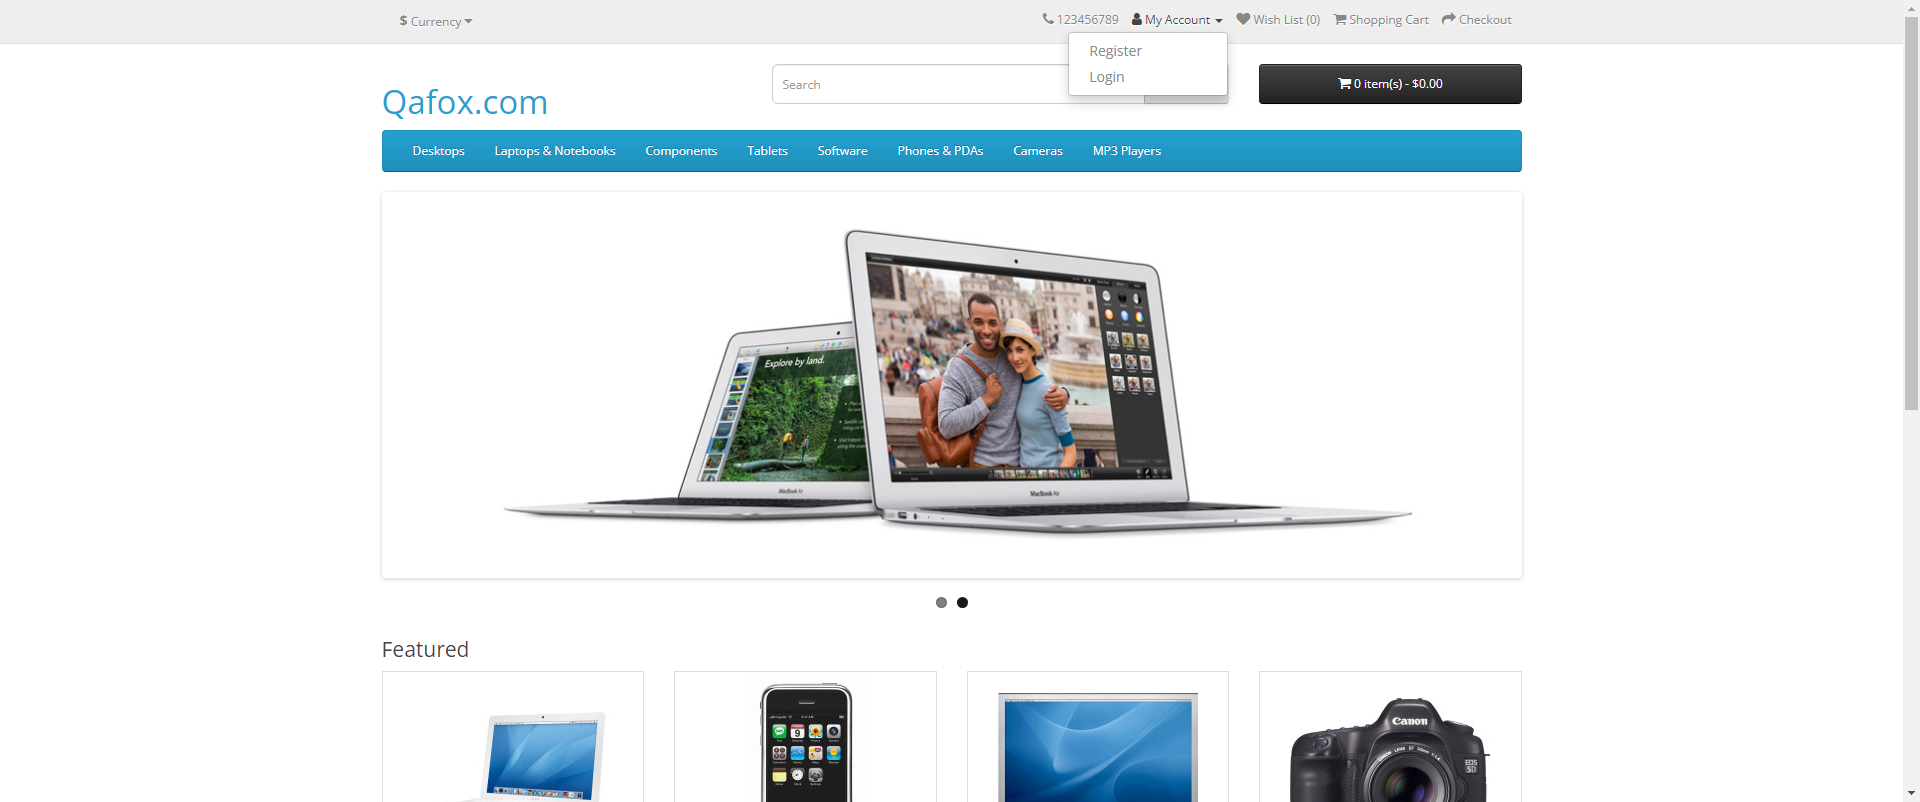 $ Currency
123456789 My Account Wish List (0) Shopping Cart Checkout
Register
Login
Search
0 item(s) - $0.00
Qafox.com
Desktops Laptops & Notebooks Components Tablets Software Phones & PDAs Cameras MP3 Players
Explore by land.
MacBook Air
MacBook Air
Featured
Canon
EOS
5D